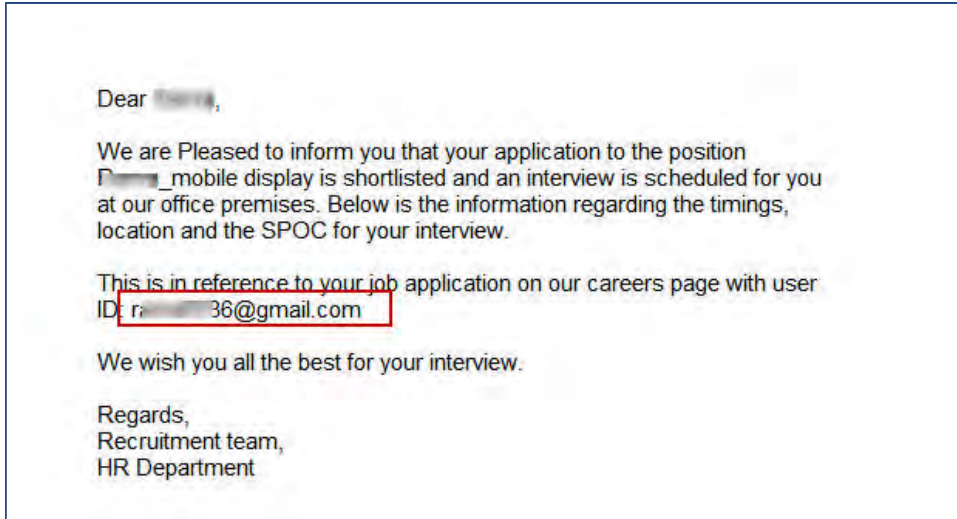 Dear ,
We are Pleased to inform you that your application to the position
_mobile display is shortlisted and an interview is scheduled for you
at our office premises. Below is the information regarding the timings,
location and the SPOC for your interview.
This is in reference to your job application on our careers page with user
ID: 36@gmail.com
We wish you all the best for your interview.
Regards,
Recruitment team,
HR Department